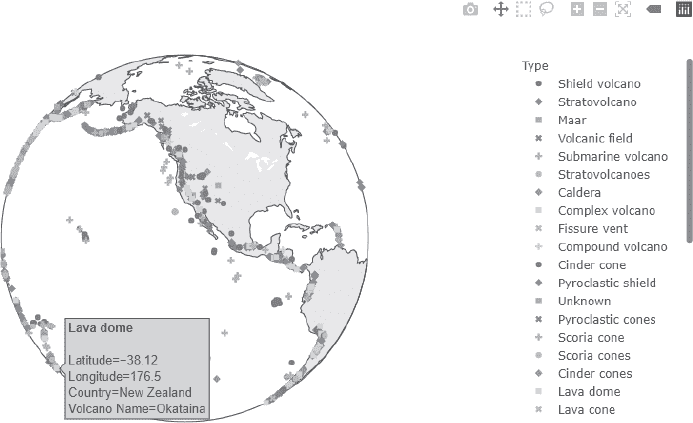 Type
Shield volcano
Stratovolcano
Maar
Volcanic field
Submarine volcano
Stratovolcanoes
Caldera
Complex volcano
Fissure vent
Compound volcano
Cinder cone
Pyroclastic shield
Unknown
Pyroclastic cones
Scoria cone
Scoria cones
Cinder cones
Lava dome
Lava cone
Lava dome
Latitude=−38.12
Longitude=176.5
Country=New Zealand
Volcano Name=Okataina